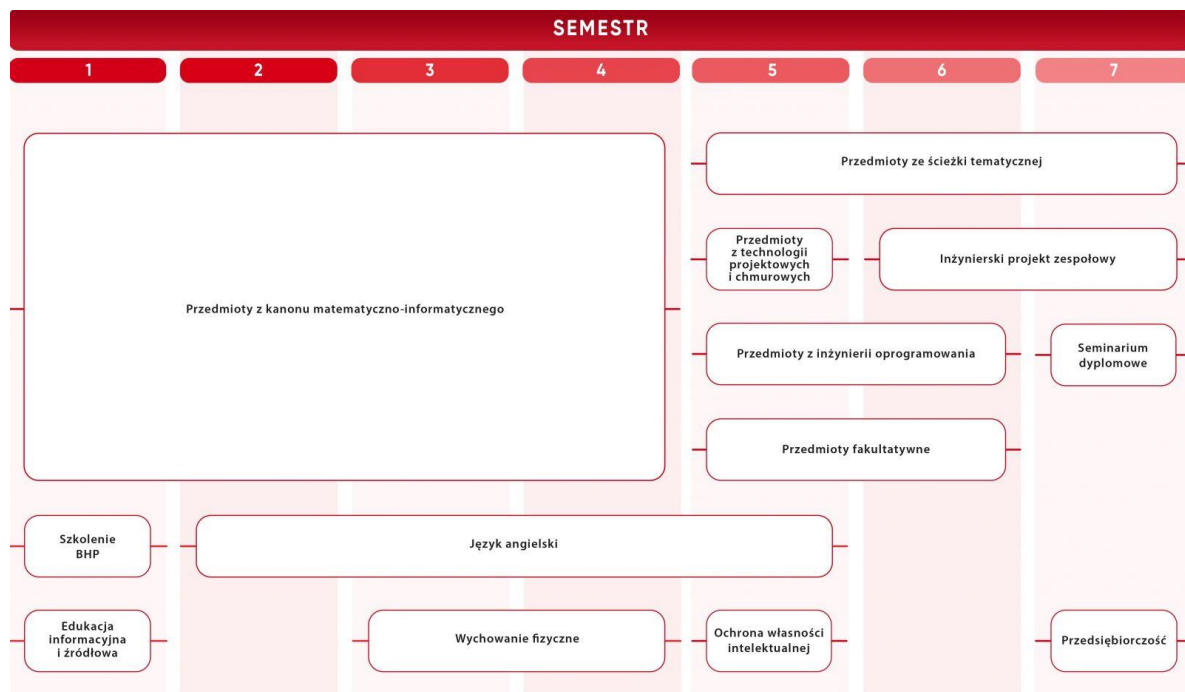 SEMESTR
1 2 3 4 5 6 7
Przedmioty ze ścieżki tematycznej
Przedmioty
z technologii
projektowych
i chmurowych
Inżynierski projekt zespołowy
Przedmioty z kanonu matematyczno-informatycznego
Przedmioty z inżynierii oprogramowania
Seminarium
dyplomowe
Przedmioty fakultatywne
Szkolenie
BHP
Język angielski
Edukacja
informacyjna
i źródłowa
Wychowanie fizyczne
Ochrona własności
intelektualnej
Przedsiębiorczość